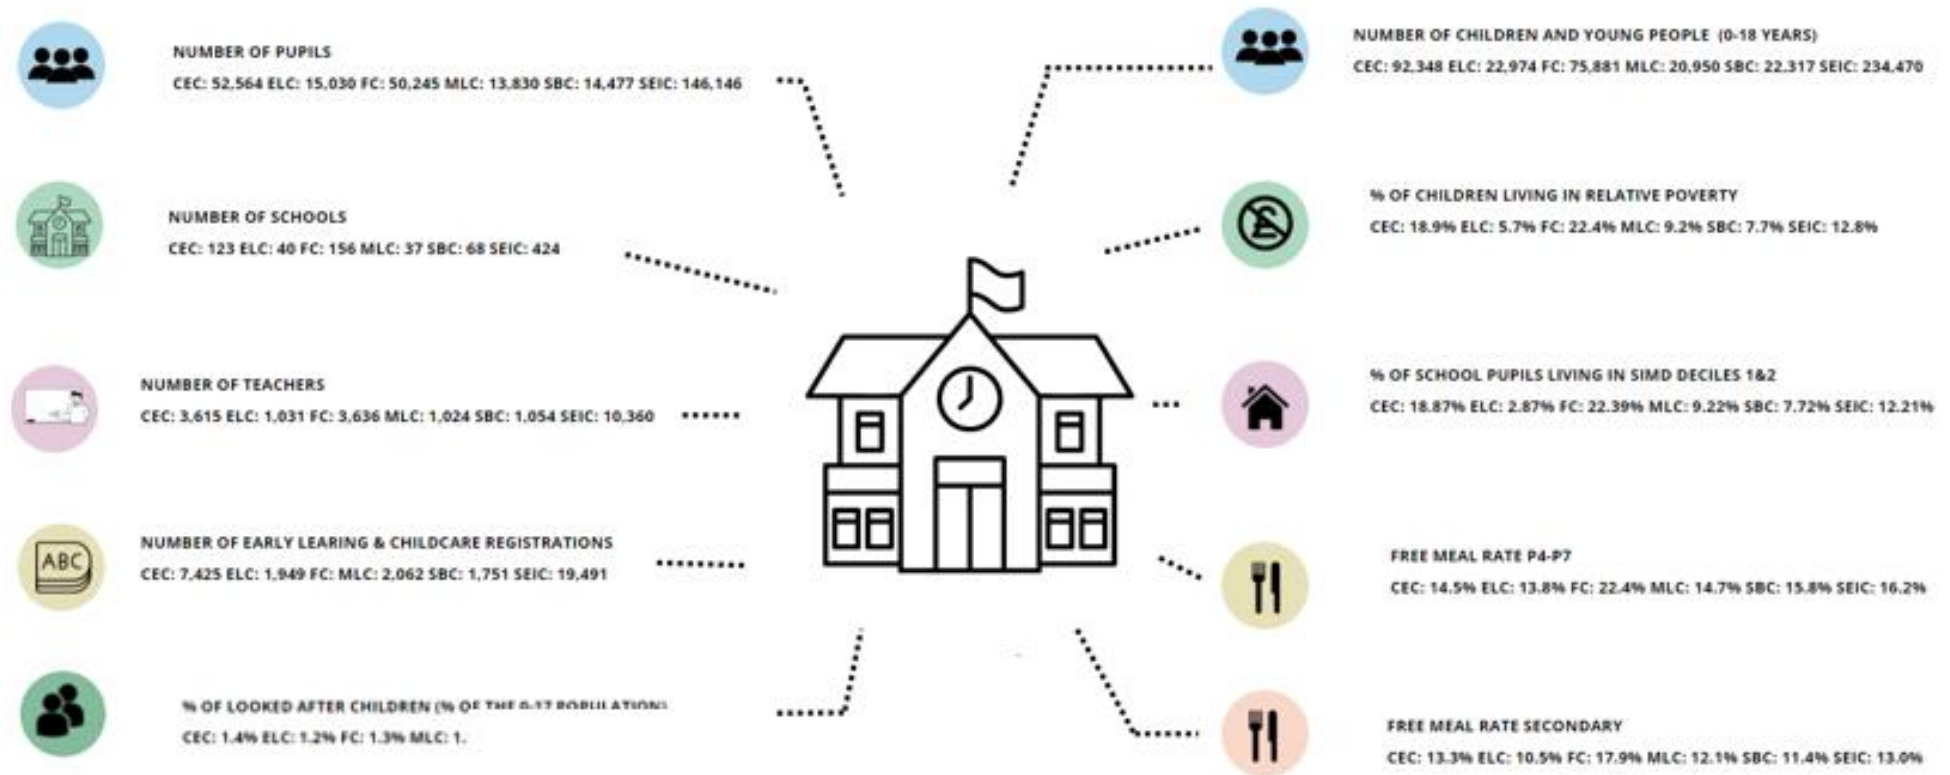 NUMBER OF PUPILS
CEC: 52,564 ELC: 15,030 FC: 50,245 MLC: 13,830 SBC: 14,477 SEIC: 146,146
NUMBER OF SCHOOLS
CEC: 123 ELC: 40 FC: 156 MLC: 37 SBC: 68 SEIC: 424
NUMBER OF TEACHERS
CEC: 3,615 ELC: 1,031 FC: 3,636 MLC: 1,024 SBC: 1,054 SEIC: 10,360
ABC
NUMBER OF EARLY LEARING & CHILDCARE REGISTRATIONS
CEC: 7,425 ELC: 1,949 FC: MLC: 2,062 SBC: 1,751 SEIC: 19,491
% OF LOOKED AFTER CHILDREN (% OF THE 0-17 POPULATION)
CEC: 1.4% ELC: 1.2% FC: 1.3% MLC: 1.
NUMBER OF CHILDREN AND YOUNG PEOPLE (0-18 YEARS)
CEC: 92,348 ELC: 22,974 FC: 75,881 MLC: 20,950 SBC: 22,317 SEIC: 234,470
£
% OF CHILDREN LIVING IN RELATIVE POVERTY
CEC: 18.9% ELC: 5.7% FC: 22.4% MLC: 9.2% SBC: 7.7% SEIC: 12.8%
% OF SCHOOL PUPILS LIVING IN SIMD DECILES 1&2
CEC: 18.87% ELC: 2.87% FC: 22.39% MLC: 9.22% SBC: 7.72% SEIC: 12.21%
FREE MEAL RATE P4-P7
CEC: 14.5% ELC: 13.8% FC: 22.4% MLC: 14.7% SBC: 15.8% SEIC: 16.2%
FREE MEAL RATE SECONDARY
CEC: 13.3% ELC: 10.5% FC: 17.9% MLC: 12.1% SBC: 11.4% SEIC: 13.0%